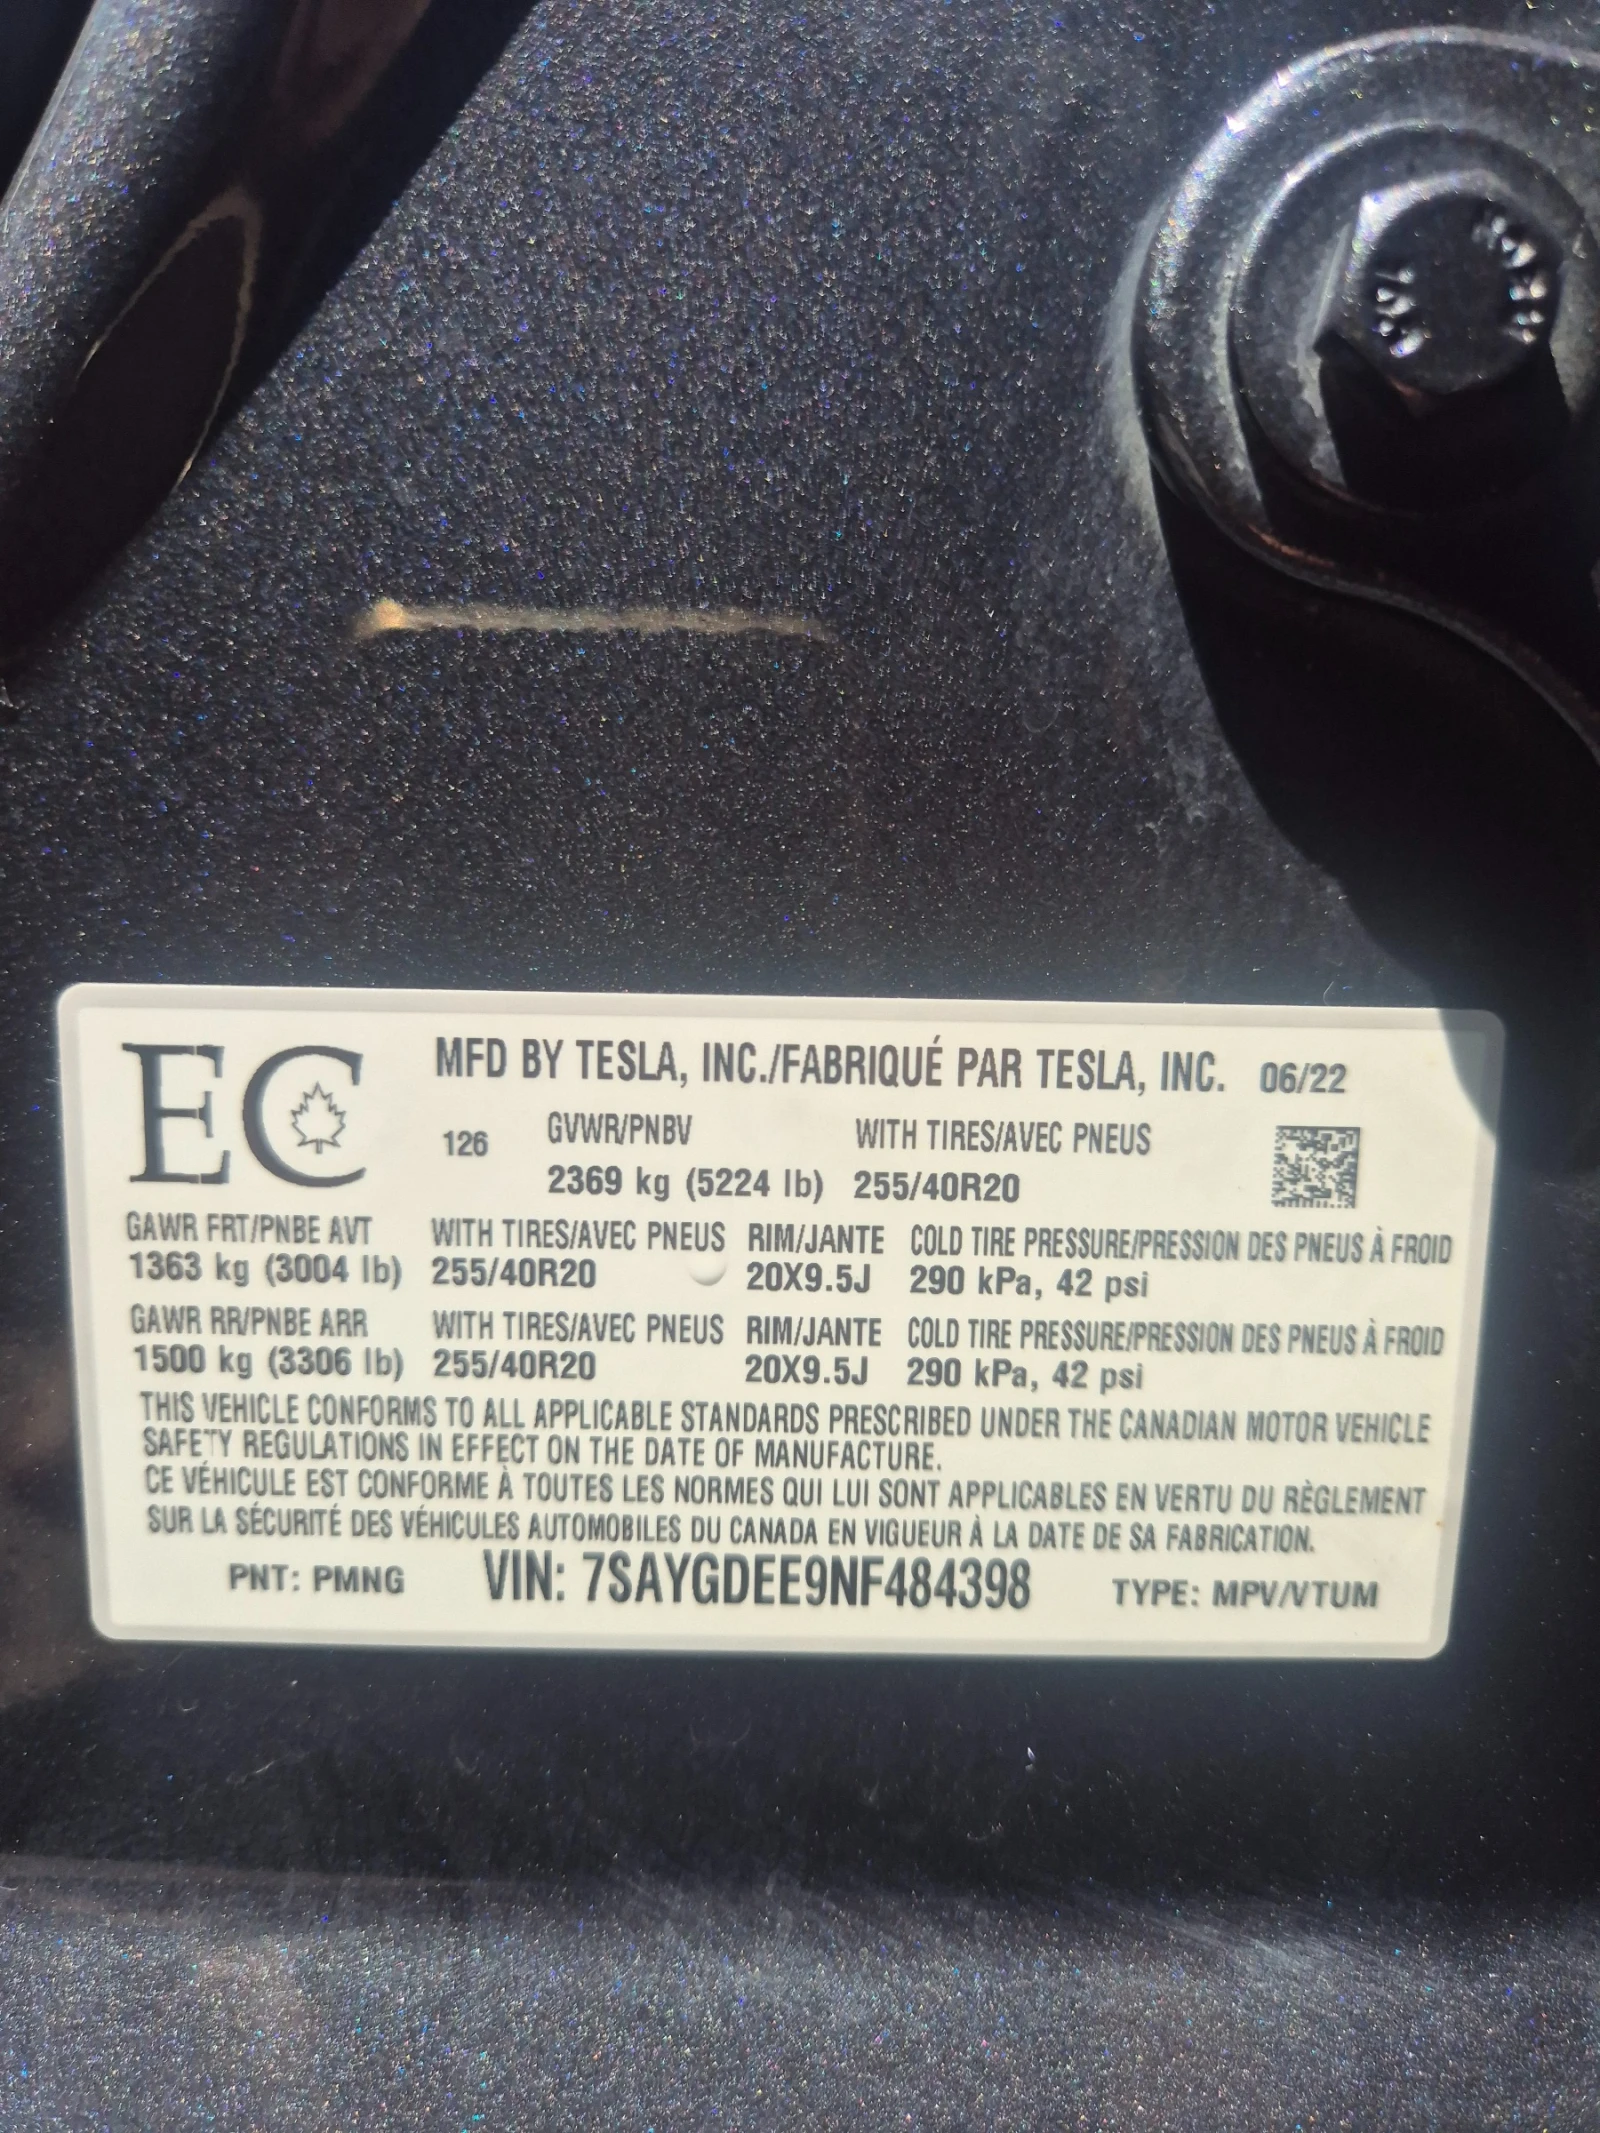 EC MFD BY TESLA, INC./FABRIQUÉ PAR TESLA, INC. 06/22
126 GVWR/PNBV WITH TIRES/AVEC PNEUS
2369 kg (5224 lb) 255/40R20
GAWR FRT/PNBE AVT WITH TIRES/AVEC PNEUS RIM/JANTE COLD TIRE PRESSURE/PRESSION DES PNEUS À FROID
1363 kg (3004 lb) 255/40R20 20X9.5J 290 kPa, 42 psi
GAWR RR/PNBE ARR WITH TIRES/AVEC PNEUS RIM/JANTE COLD TIRE PRESSURE/PRESSION DES PNEUS À FROID
1500 kg (3306 lb) 255/40R20 20X9.5J 290 kPa, 42 psi
THIS VEHICLE CONFORMS TO ALL APPLICABLE STANDARDS PRESCRIBED UNDER THE CANADIAN MOTOR VEHICLE
SAFETY REGULATIONS IN EFFECT ON THE DATE OF MANUFACTURE.
CE VÉHICULE EST CONFORME À TOUTES LES NORMES QUI LUI SONT APPLICABLES EN VERTU DU RÈGLEMENT
SUR LA SÉCURITÉ DES VÉHICULES AUTOMOBILES DU CANADA EN VIGUEUR À LA DATE DE SA FABRICATION.
PNT: PMNG VIN: 7SAYGDEE9NF484398 TYPE: MPV/VTUM